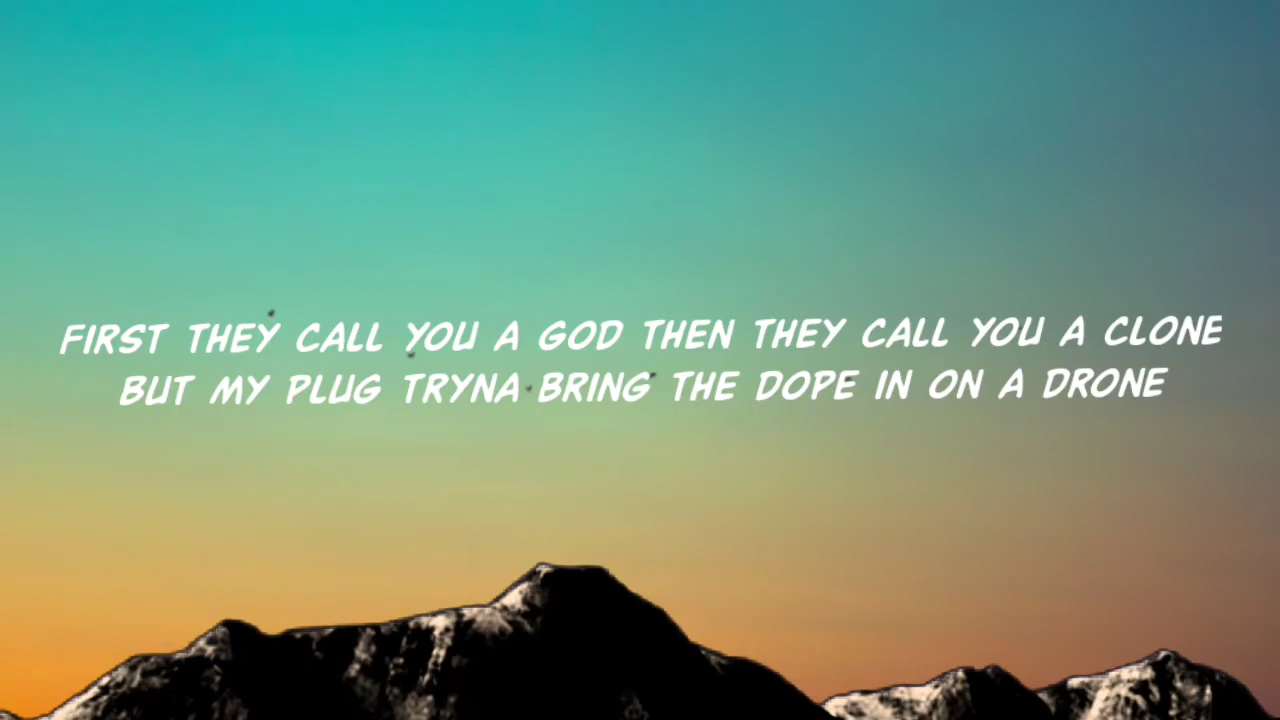 FIRST THEY CALL YOU A GOD THEN THEY CALL YOU A CLONE
BUT MY PLUG TRYNA BRING THE DOPE IN ON A DRONE